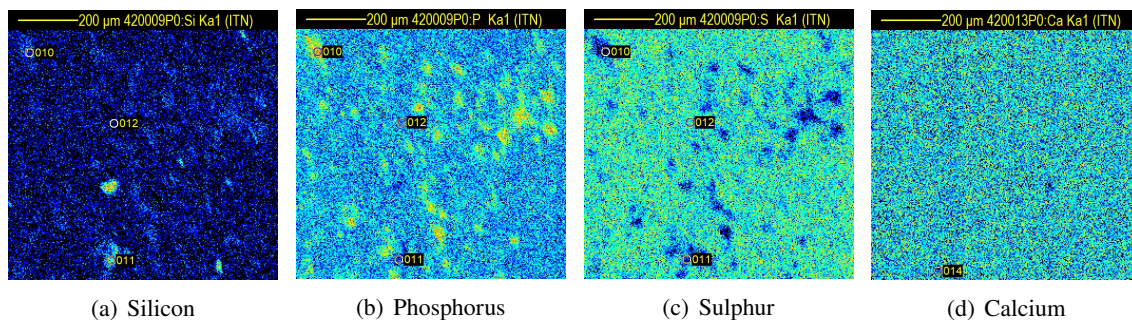 200 µm 420009P0:Si Ka1 (ITN)
010
012
011
(a) Silicon
200 µm 420009P0:P Ka1 (ITN)
010
012
011
(b) Phosphorus
200 µm 420009P0:S Ka1 (ITN)
010
012
011
(c) Sulphur
200 µm 420013P0:Ca Ka1 (ITN)
014
(d) Calcium